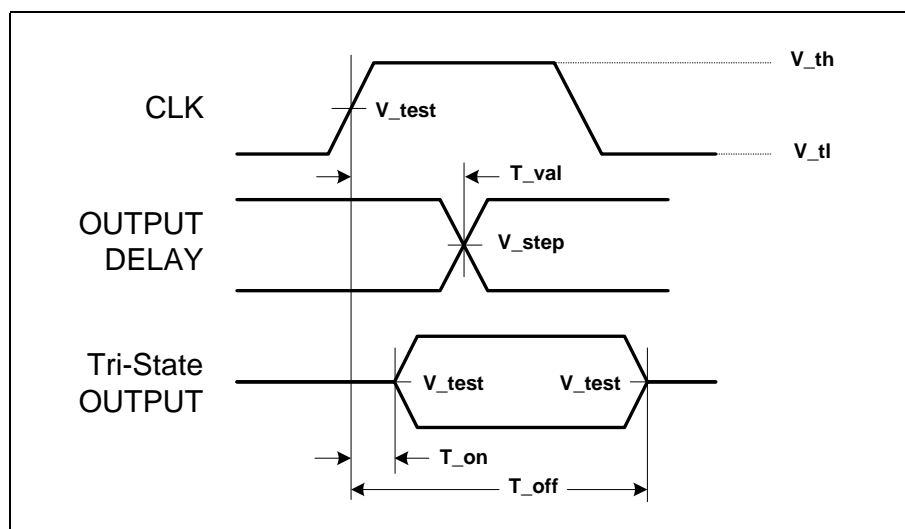 V_th
CLK
V_test
V_tl
T_val
OUTPUT
DELAY
V_step
Tri-State
OUTPUT
V_test
V_test
T_on
T_off